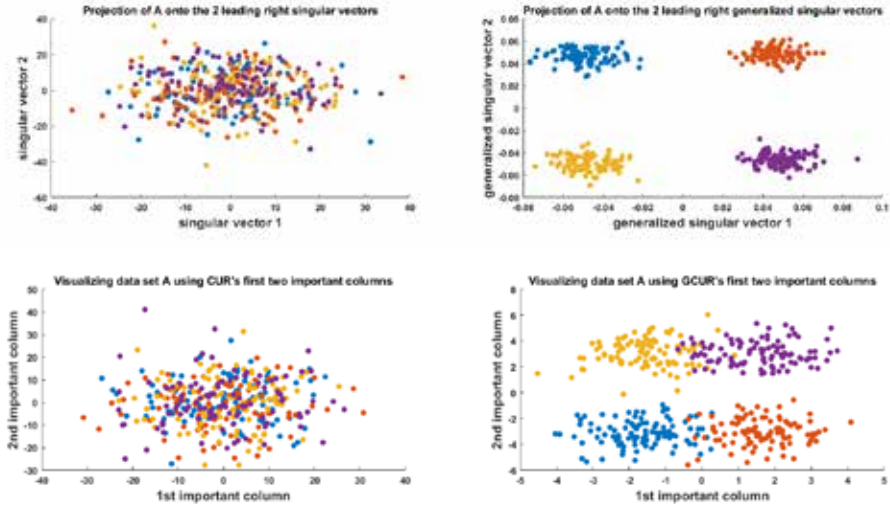 Projection of A onto the 2 leading right singular vectors
40
20
0
-20
-40
-60
singular vector 2
-40 -30 -20 -10 0 10 20 30 40
singular vector 1
Projection of A onto the 2 leading right generalized singular vectors
0.08
0.06
0.04
0.02
0
-0.02
-0.04
-0.06
-0.08
generalized singular vector 2
-0.08 -0.06 -0.04 -0.02 0 0.02 0.04 0.06 0.08 0.1
generalized singular vector 1
Visualizing data set A using CUR's first two important columns
50
40
30
20
10
0
-10
-20
-30
2nd important column
-40 -30 -20 -10 0 10 20 30 40
1st important column
Visualizing data set A using GCUR's first two important columns
8
6
4
2
0
-2
-4
-6
2nd important column
-5 -4 -3 -2 -1 0 1 2 3 4 5
1st important column